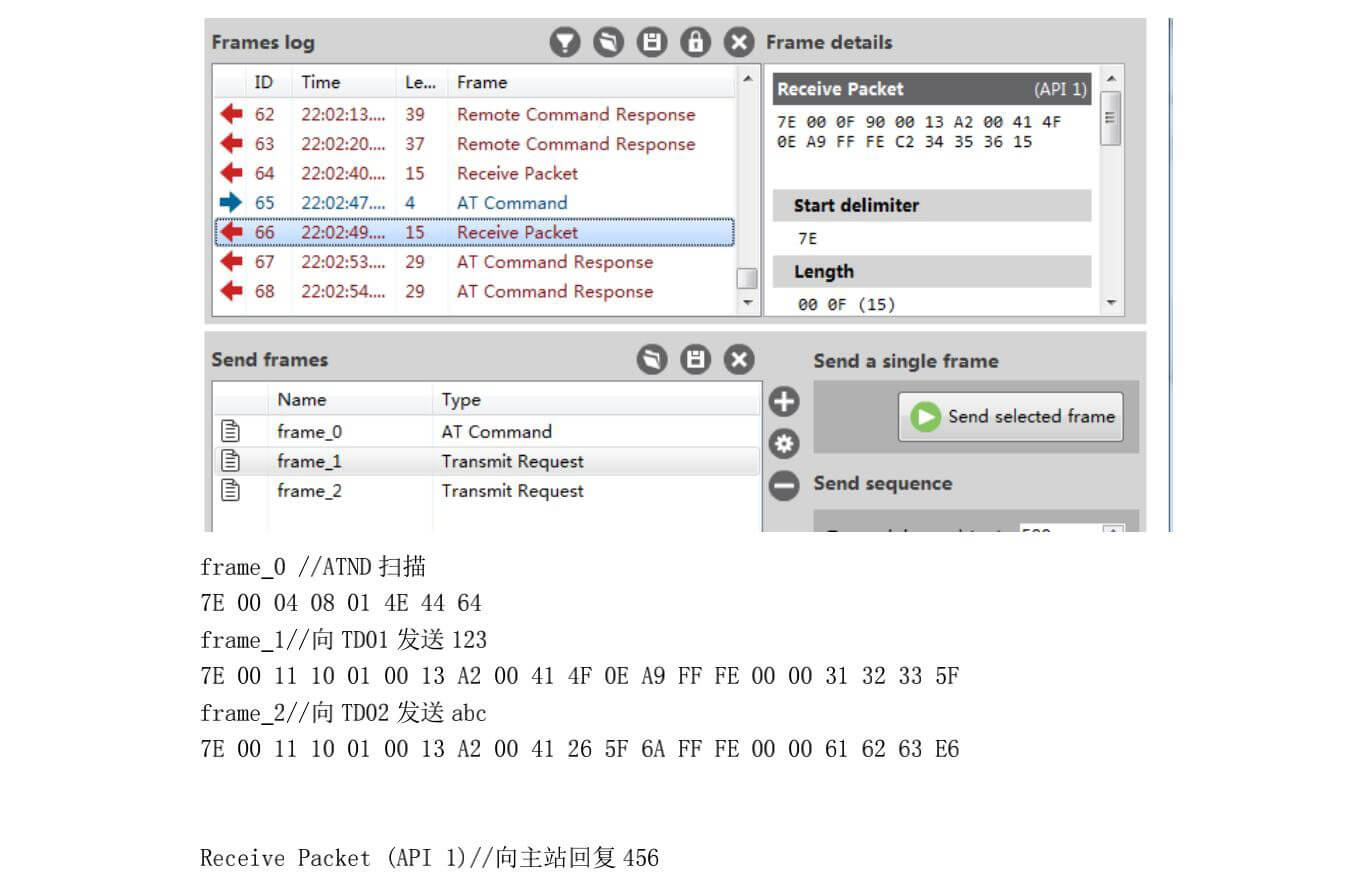 Frames log
Frame details
ID Time Le... Frame
62 22:02:13.... 39 Remote Command Response
63 22:02:20.... 37 Remote Command Response
64 22:02:40.... 15 Receive Packet
65 22:02:47.... 4 AT Command
66 22:02:49.... 15 Receive Packet
67 22:02:53.... 29 AT Command Response
68 22:02:54.... 29 AT Command Response
Receive Packet (API 1)
7E 00 0F 90 00 13 A2 00 41 4F
0E A9 FF FE C2 34 35 36 15
Start delimiter
7E
Length
00 0F (15)
Send frames
Name Type
frame_0 AT Command
frame_1 Transmit Request
frame_2 Transmit Request
Send a single frame
Send selected frame
Send sequence
frame_0 //ATND 扫描
7E 00 04 08 01 4E 44 64
frame_1//向 TD01 发送 123
7E 00 11 10 01 00 13 A2 00 41 4F 0E A9 FF FE 00 00 31 32 33 5F
frame_2//向 TD02 发送 abc
7E 00 11 10 01 00 13 A2 00 41 26 5F 6A FF FE 00 00 61 62 63 E6
Receive Packet (API 1)//向主站回复 456